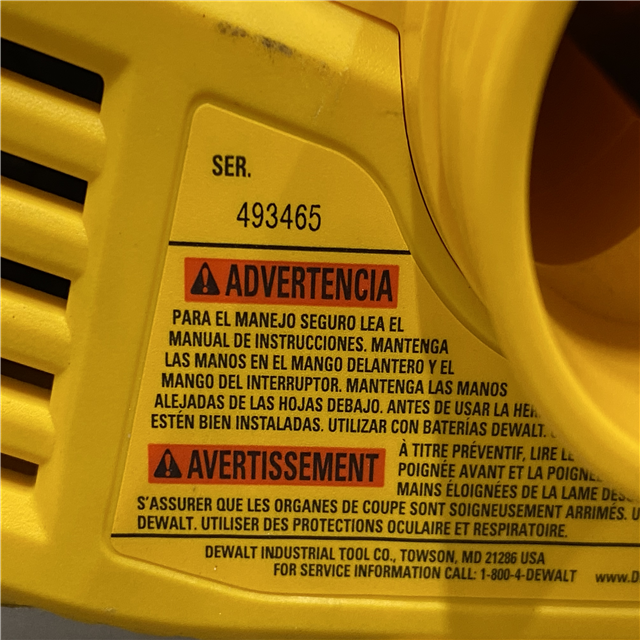 SER.
493465
ADVERTENCIA
PARA EL MANEJO SEGURO LEA EL
MANUAL DE INSTRUCCIONES. MANTENGA
LAS MANOS EN EL MANGO DELANTERO Y EL
MANGO DEL INTERRUPTOR. MANTENGA LAS MANOS
ALEJADAS DE LAS HOJAS DEBAJO. ANTES DE USAR LA
ESTÉN BIEN INSTALADAS. UTILIZAR CON BATERÍAS DEWALT.
AVERTISSEMENT
À TITRE PRÉVENTIF, LIRE
POIGNÉE AVANT ET LA
MAINS ÉLOIGNÉES DE LA LAME
S'ASSURER QUE LES ORGANES DE COUPE SONT SOIGNEUSEMENT ARRIMÉS.
DEWALT. UTILISER DES PROTECTIONS OCULAIRE ET RESPIRATOIRE.
DEWALT INDUSTRIAL TOOL CO., TOWSON, MD 21286 USA
FOR SERVICE INFORMATION CALL: 1-800-4-DEWALT